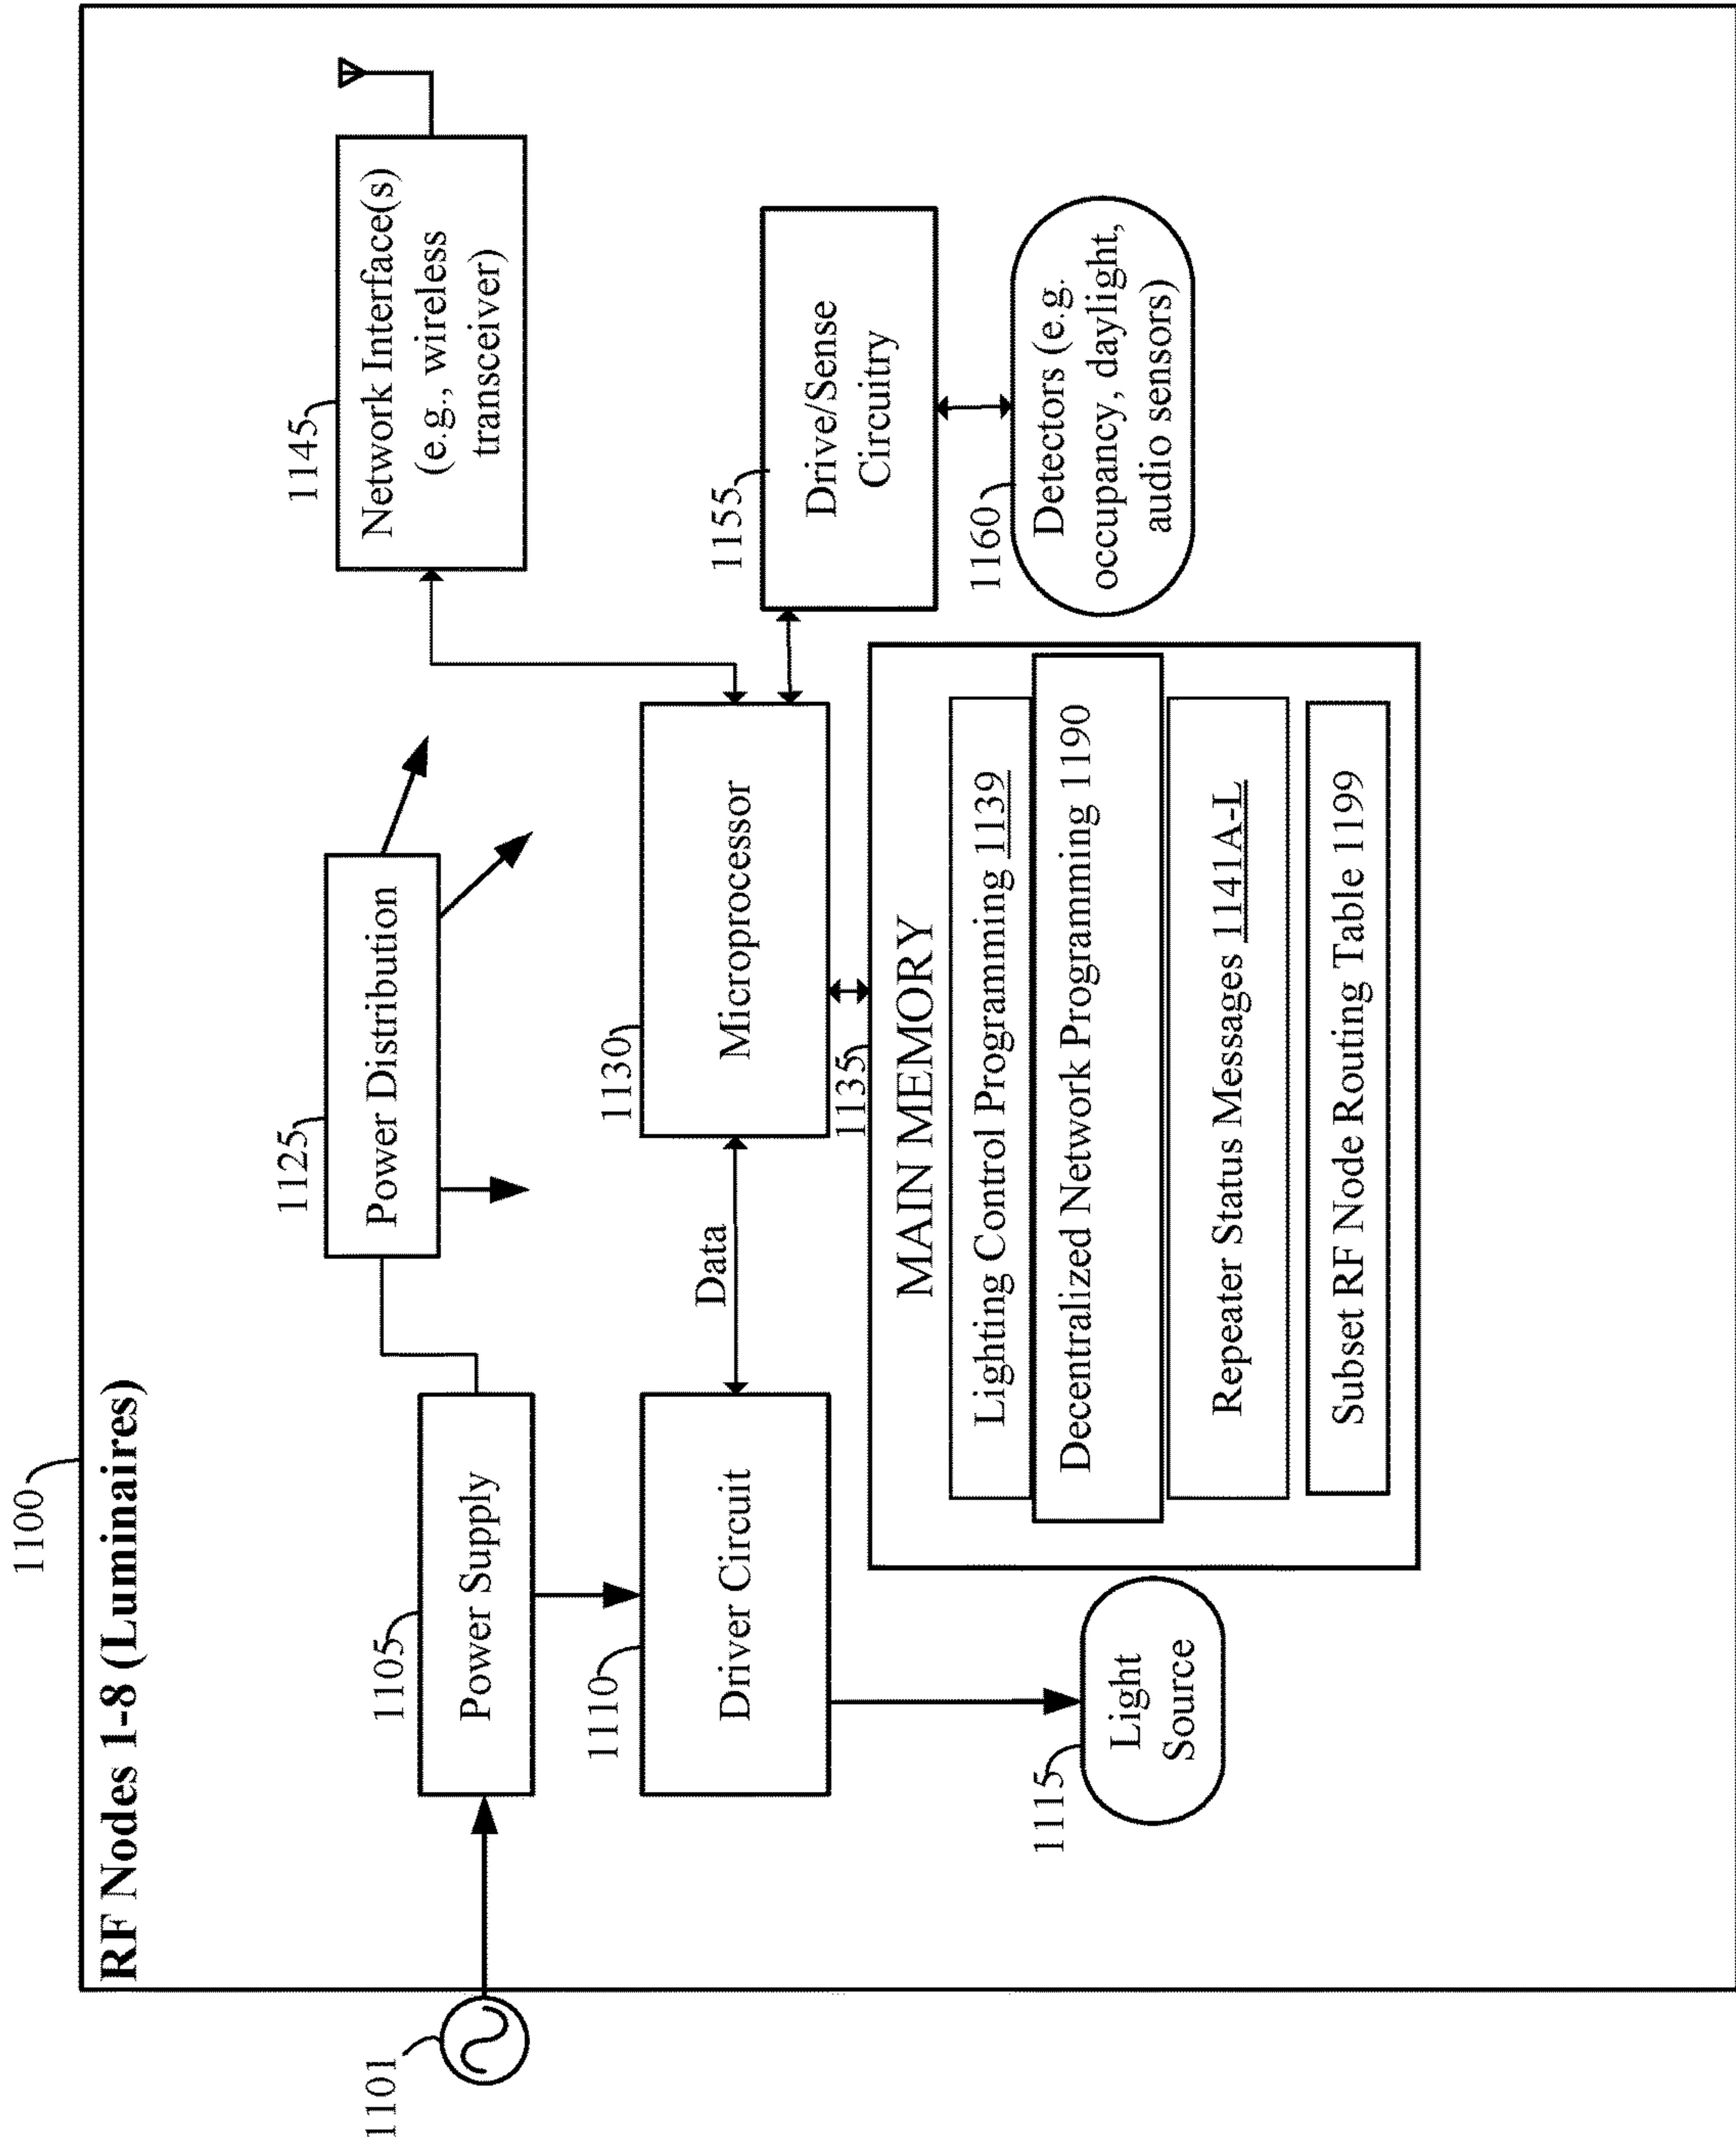 1100
RF Nodes 1-8 (Luminaires)
1101
1105
Power Supply
1125
Power Distribution
1145
Network Interface(s)
(e.g., wireless
transceiver)
1110
Driver Circuit
Data
1130
Microprocessor
1155
Drive/Sense
Circuitry
1115
Light
Source
1135
MAIN MEMORY
Lighting Control Programming 1139
Decentralized Network Programming 1190
Repeater Status Messages 1141A-L
Subset RF Node Routing Table 1199
1160
Detectors (e.g.
occupancy, daylight,
audio sensors)